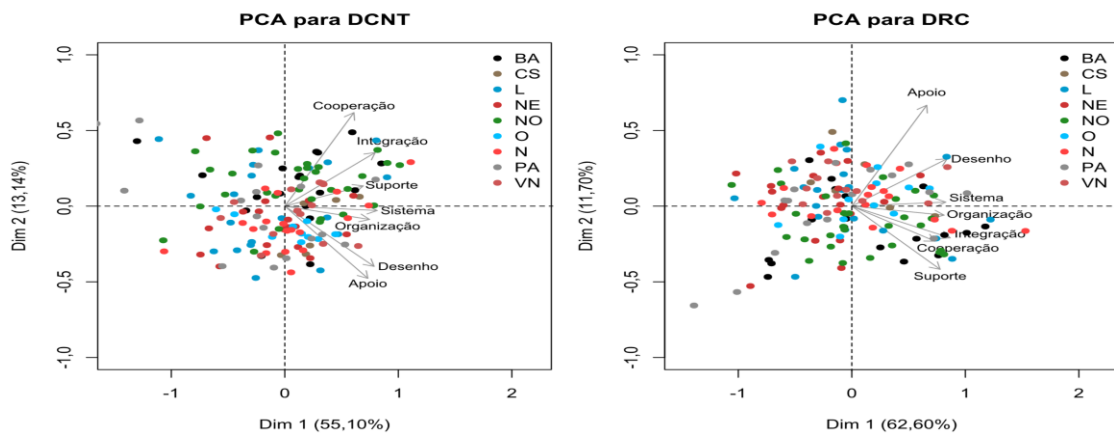 PCA para DCNT
Dim 2 (13,14%)
1,0
0,5
0,0
-0,5
-1,0
-1
0
1
2
Dim 1 (55,10%)
Cooperação
Integração
Suporte
Sistema
Organização
Desenho
Apoio
BA
CS
L
NE
NO
O
N
PA
VN
PCA para DRC
Dim 2 (11,70%)
1,0
0,5
0,0
-0,5
-1,0
-1
0
1
2
Dim 1 (62,60%)
Apoio
Desenho
Sistema
Organização
Integração
Cooperação
Suporte
BA
CS
L
NE
NO
O
N
PA
VN